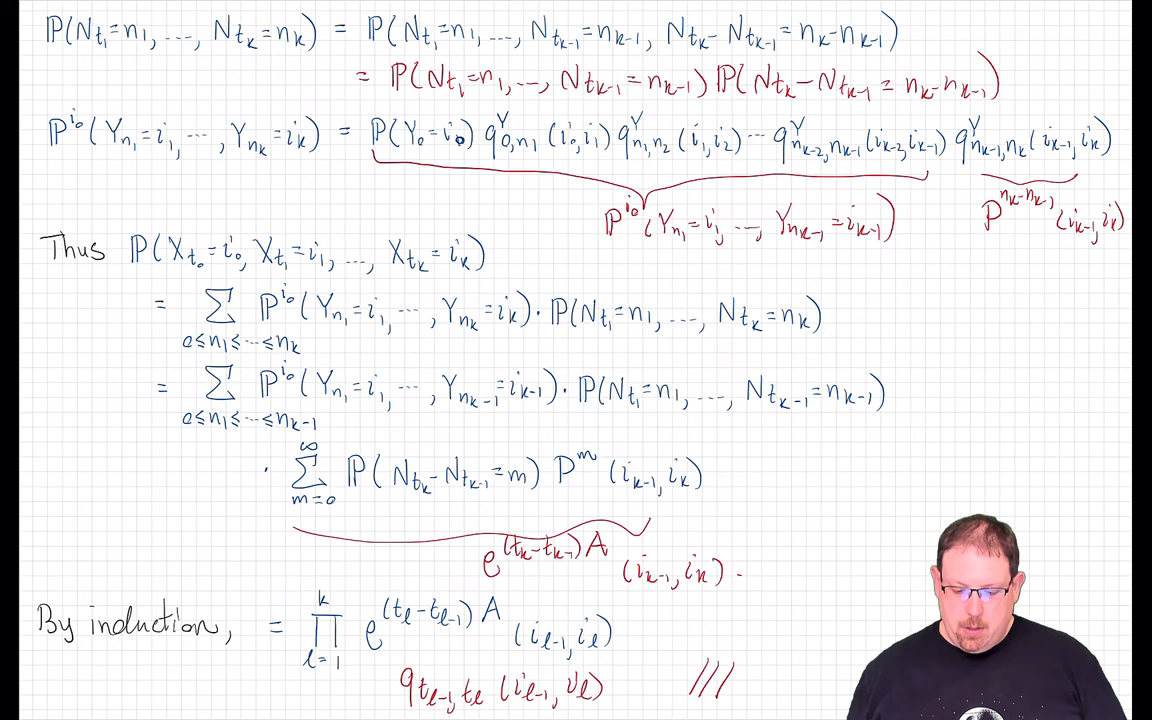 ℙ(N_{t_1}=n_1, ..., N_{t_k}=n_k) = ℙ(N_{t_1}=n_1, ..., N_{t_{k-1}}=n_{k-1}, N_{t_k}-N_{t_{k-1}}=n_k-n_{k-1})
= ℙ(N_{t_1}=n_1, ..., N_{t_{k-1}}=n_{k-1}) ℙ(N_{t_k}-N_{t_{k-1}}=n_k-n_{k-1})
ℙ^{i_0}(Y_{n_1}=i_1, ..., Y_{n_k}=i_k) = ℙ(Y_0=i_0) q^Y_{0,n_1}(i_0,i_1) q^Y_{n_1,n_2}(i_1,i_2) ... q^Y_{n_{k-2},n_{k-1}}(i_{k-2},i_{k-1}) q^Y_{n_{k-1},n_k}(i_{k-1},i_k)
ℙ^{i_0}(Y_{n_1}=i_1, ..., Y_{n_{k-1}}=i_{k-1}) P^{n_k-n_{k-1}}(i_{k-1},i_k)
Thus ℙ(X_{t_0}=i_0, X_{t_1}=i_1, ..., X_{t_k}=i_k)
= Σ_{0≤n_1≤...≤n_k} ℙ^{i_0}(Y_{n_1}=i_1, ..., Y_{n_k}=i_k) · ℙ(N_{t_1}=n_1, ..., N_{t_k}=n_k)
= Σ_{0≤n_1≤...≤n_{k-1}} ℙ^{i_0}(Y_{n_1}=i_1, ..., Y_{n_{k-1}}=i_{k-1}) · ℙ(N_{t_1}=n_1, ..., N_{t_{k-1}}=n_{k-1})
· Σ_{m=0}^{∞} ℙ(N_{t_k}-N_{t_{k-1}}=m) P^m(i_{k-1},i_k)
e^{(t_k-t_{k-1})A}(i_{k-1},i_k).
By induction, = ∏_{l=1}^{k} e^{(t_l-t_{l-1})A}(i_{l-1},i_l)
q_{t_{l-1},t_l}(i_{l-1},i_l) ///